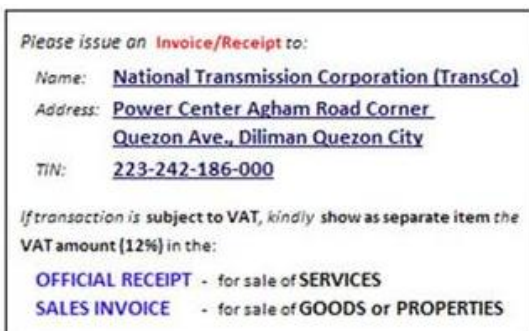 Please issue an Invoice/Receipt to:
Name: National Transmission Corporation (TransCo)
Address: Power Center Agham Road Corner
Quezon Ave., Diliman Quezon City
TIN: 223-242-186-000
If transaction is subject to VAT, kindly show as separate item the
VAT amount (12%) in the:
OFFICIAL RECEIPT - for sale of SERVICES
SALES INVOICE - for sale of GOODS or PROPERTIES